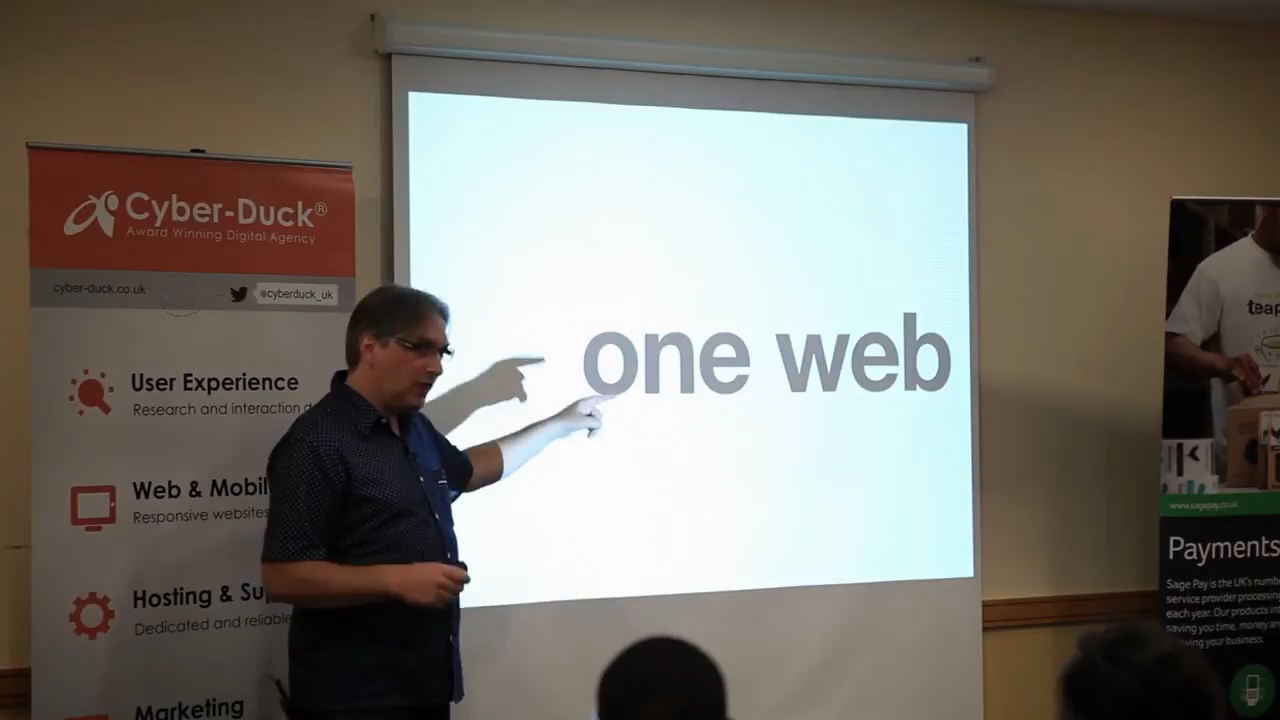 Cyber-Duck®
Award Winning Digital Agency
cyber-duck.co.uk
@cyberduck_uk
User Experience
Research and interaction
Web & Mobil
Responsive websites
Hosting & Su
Dedicated and reliable
Marketing
one web
teap
www.sagepay.co.uk
Payments
Sage Pay is the UK's numb
service provider processing
each year. Our products in
saving you time, money an
your business.